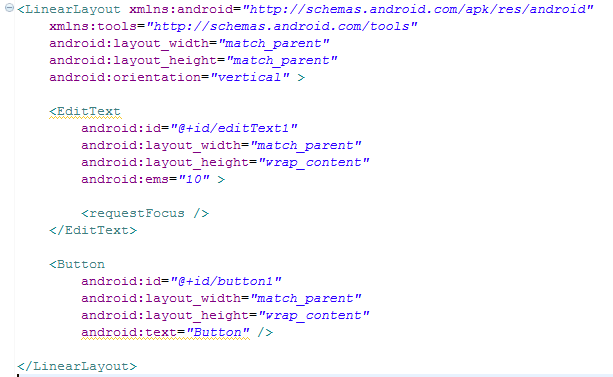 <LinearLayout xmlns:android="http://schemas.android.com/apk/res/android"
    xmlns:tools="http://schemas.android.com/tools"
    android:layout_width="match_parent"
    android:layout_height="match_parent"
    android:orientation="vertical" >

    <EditText
        android:id="@+id/editText1"
        android:layout_width="match_parent"
        android:layout_height="wrap_content"
        android:ems="10" >

        <requestFocus />
    </EditText>

    <Button
        android:id="@+id/button1"
        android:layout_width="match_parent"
        android:layout_height="wrap_content"
        android:text="Button" />

</LinearLayout>